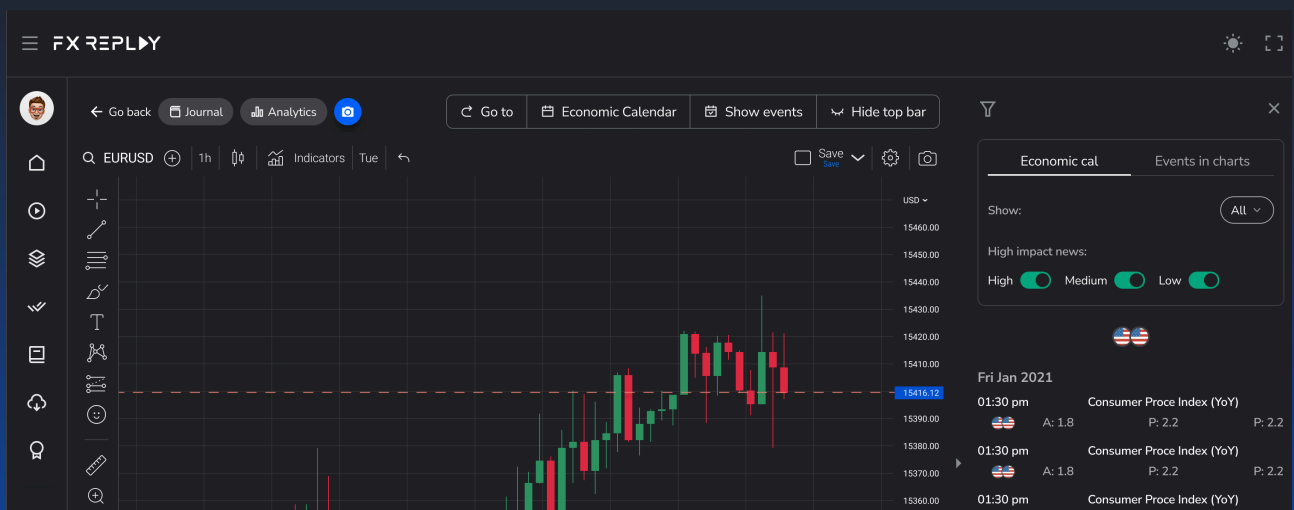 FX REPLAY
Go back
Journal
Analytics
Go to
Economic Calendar
Show events
Hide top bar
EURUSD
1h
Indicators
Tue
Save
Save
USD
15460.00
15450.00
15440.00
15430.00
15420.00
15410.00
15416.12
15390.00
15380.00
15370.00
15360.00
Economic cal
Events in charts
Show:
All
High impact news:
High Medium Low
Fri Jan 2021
01:30 pm Consumer Proce Index (YoY)
A: 1.8 P: 2.2 P: 2.2
01:30 pm Consumer Proce Index (YoY)
A: 1.8 P: 2.2 P: 2.2
01:30 pm Consumer Proce Index (YoY)